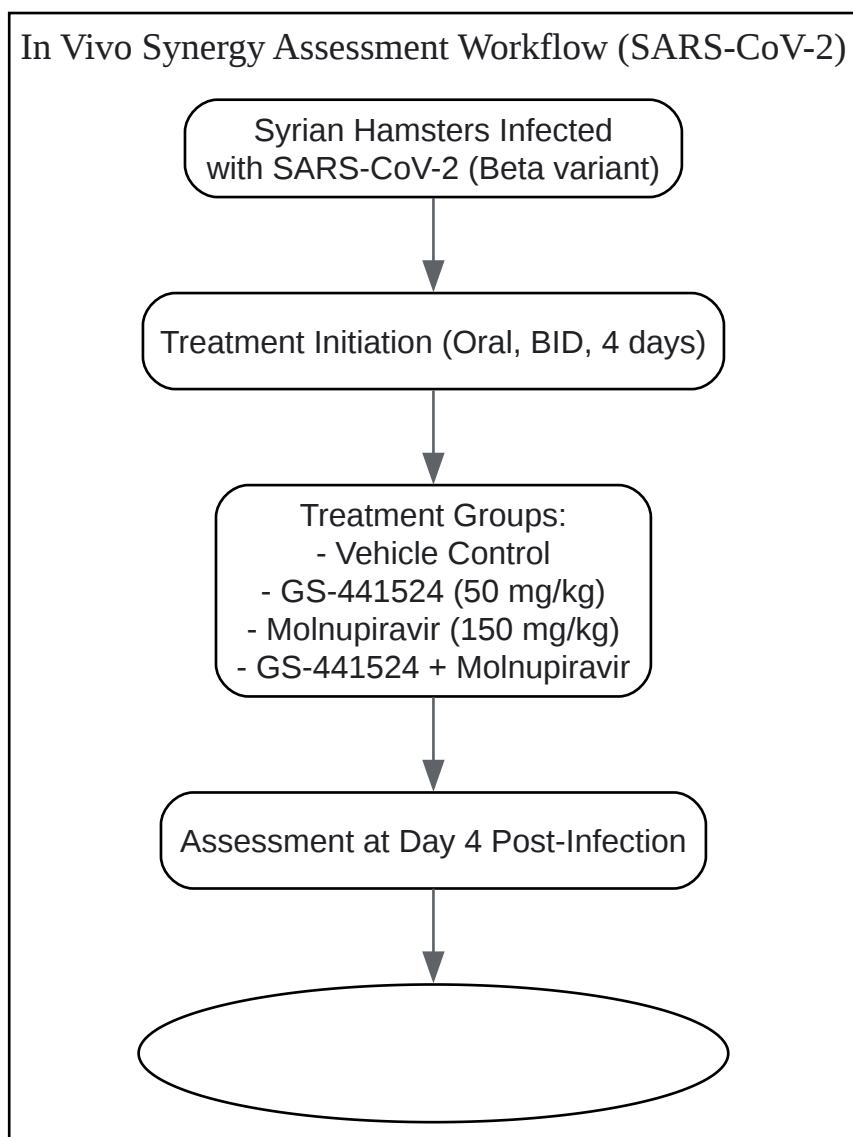 In Vivo Synergy Assessment Workflow (SARS-CoV-2)
Syrian Hamsters Infected
with SARS-CoV-2 (Beta variant)
Treatment Initiation (Oral, BID, 4 days)
Treatment Groups:
- Vehicle Control
- GS-441524 (50 mg/kg)
- Molnupiravir (150 mg/kg)
- GS-441524 + Molnupiravir
Assessment at Day 4 Post-Infection